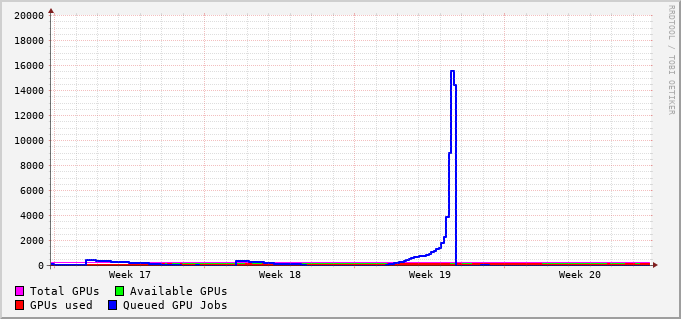 20000
18000
16000
14000
12000
10000
8000
6000
4000
2000
0
Week 17 Week 18 Week 19 Week 20
Total GPUs Available GPUs
GPUs used Queued GPU Jobs
RRDTOOL / TOBI OETIKER